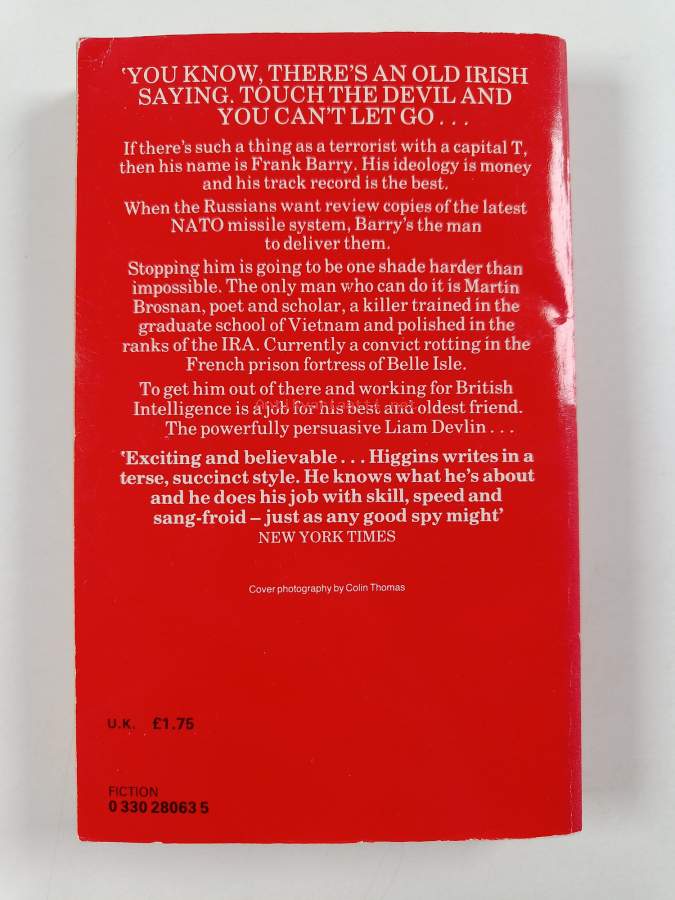 ‘YOU KNOW, THERE’S AN OLD IRISH
SAYING. TOUCH THE DEVIL AND
YOU CAN’T LET GO . . .
If there’s such a thing as a terrorist with a capital T,
then his name is Frank Barry. His ideology is money
and his track record is the best.
When the Russians want review copies of the latest
NATO missile system, Barry’s the man
to deliver them.
Stopping him is going to be one shade harder than
impossible. The only man who can do it is Martin
Brosnan, poet and scholar, a killer trained in the
graduate school of Vietnam and polished in the
ranks of the IRA. Currently a convict rotting in the
French prison fortress of Belle Isle.
To get him out of there and working for British
Intelligence is a job for his best and oldest friend.
The powerfully persuasive Liam Devlin . . .
‘Exciting and believable . . . Higgins writes in a
terse, succinct style. He knows what he’s about
and he does his job with skill, speed and
sang-froid – just as any good spy might’
NEW YORK TIMES
Cover photography by Colin Thomas
U.K. £1.75
FICTION
0 330 28063 5